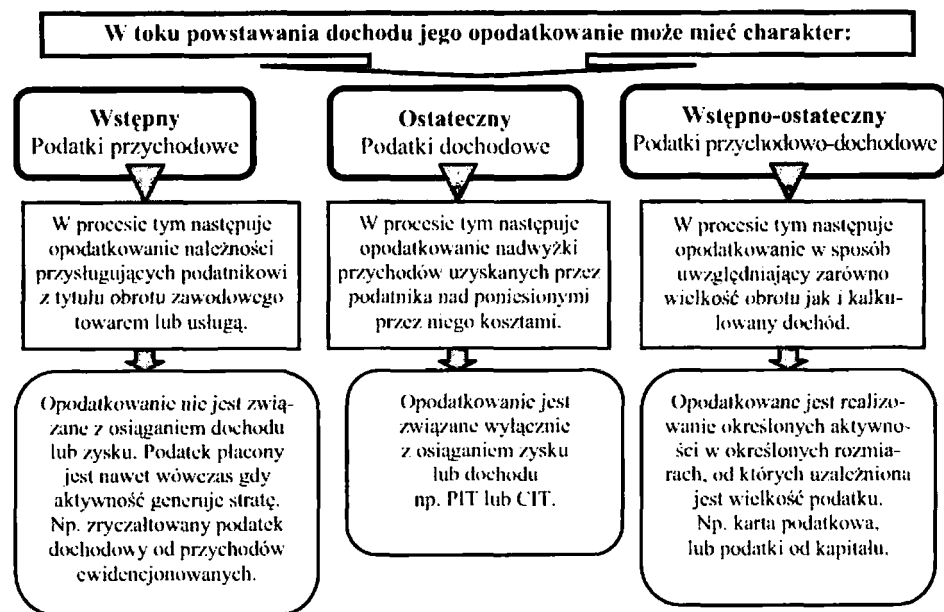 W toku powstawania dochodu jego opodatkowanie może mieć charakter:
Wstępny
Podatki przychodowe
Ostateczny
Podatki dochodowe
Wstępno-ostateczny
Podatki przychodowo-dochodowe
W procesie tym następuje
opodatkowanie należności
przysługujących podatnikowi
z tytułu obrotu zawodowego
towarem lub usługą.
W procesie tym następuje
opodatkowanie nadwyżki
przychodów uzyskanych przez
podatnika nad poniesionymi
przez niego kosztami.
W procesie tym następuje
opodatkowanie w sposób
uwzględniający zarówno
wielkość obrotu jak i kalku-
lowany dochód.
Opodatkowanie nie jest zwią-
zane z osiąganiem dochodu
lub zysku. Podatek płacony
jest nawet wówczas gdy
aktywność generuje stratę.
Np. zryczałtowany podatek
dochodowy od przychodów
ewidencjonowanych.
Opodatkowanie jest
związane wyłącznie
z osiąganiem zysku
lub dochodu
np. PIT lub CIT.
Opodatkowane jest realizo-
wanie określonych aktywno-
ści w określonych rozmia-
rach, od których uzależniona
jest wielkość podatku.
Np. karta podatkowa,
lub podatki od kapitału.